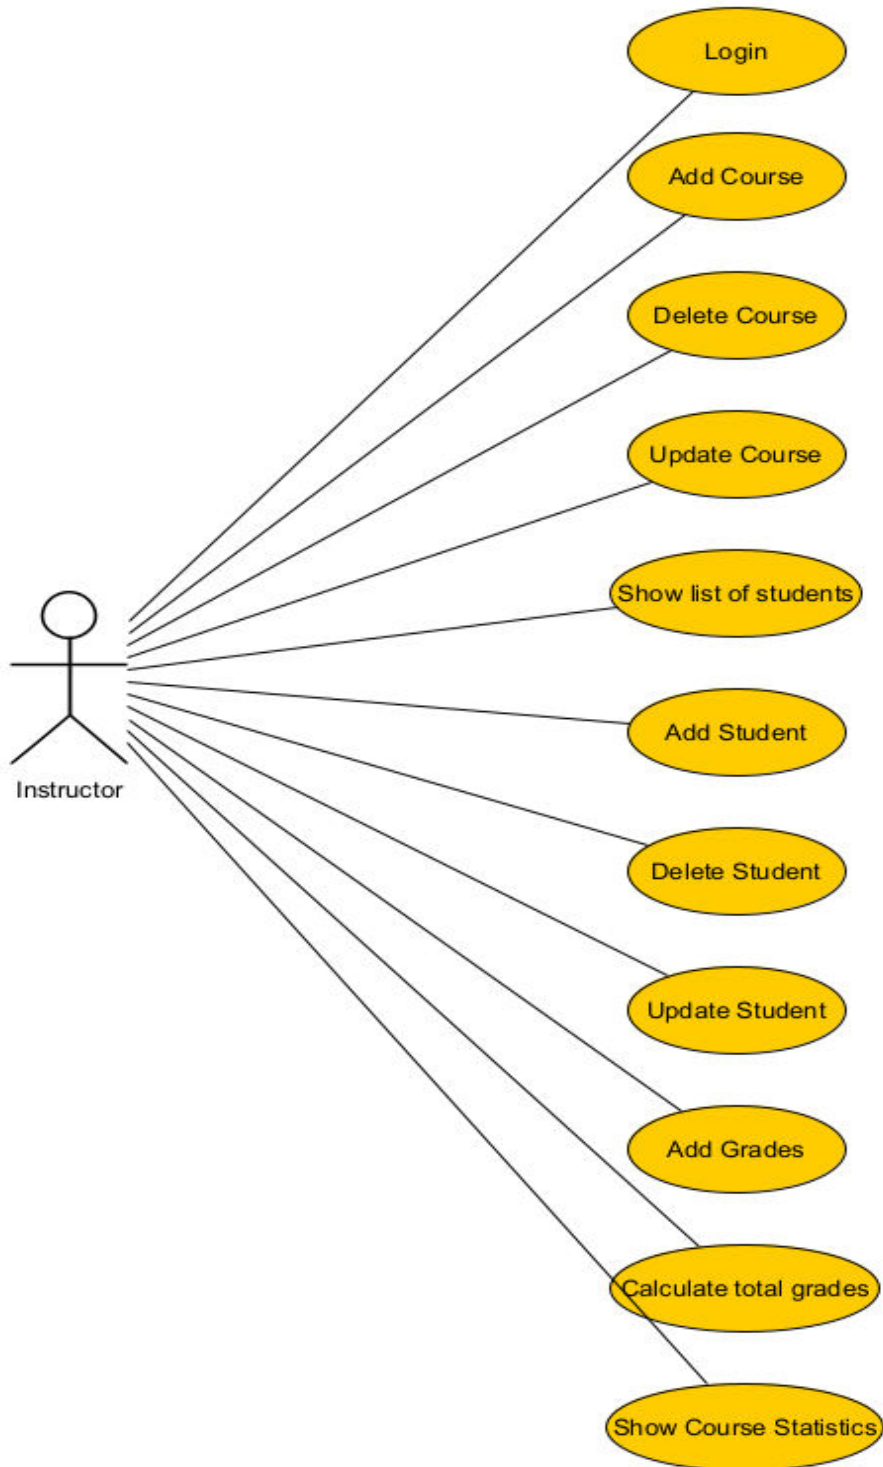 Login
Add Course
Delete Course
Update Course
Show list of students
Add Student
Instructor
Delete Student
Update Student
Add Grades
Calculate total grades
Show Course Statistics